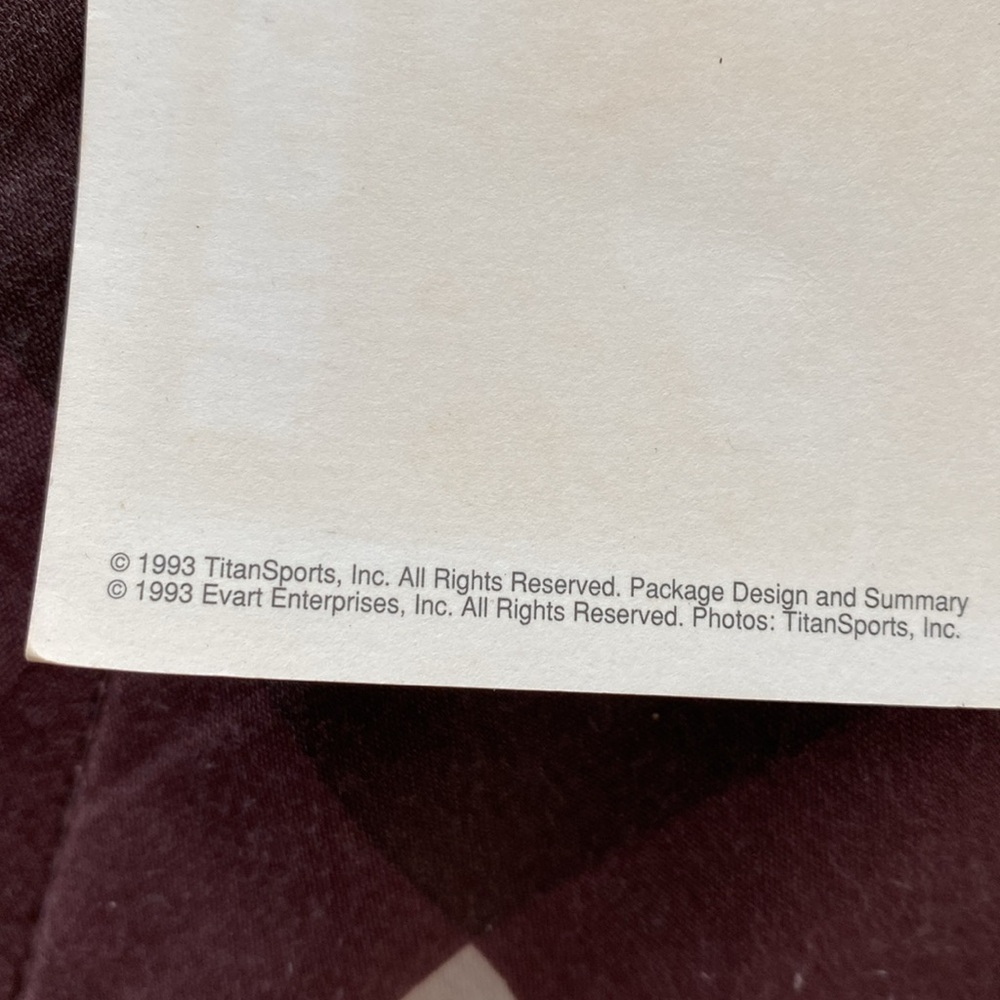 © 1993 TitanSports, Inc. All Rights Reserved. Package Design and Summary
© 1993 Evart Enterprises, Inc. All Rights Reserved. Photos: TitanSports, Inc.